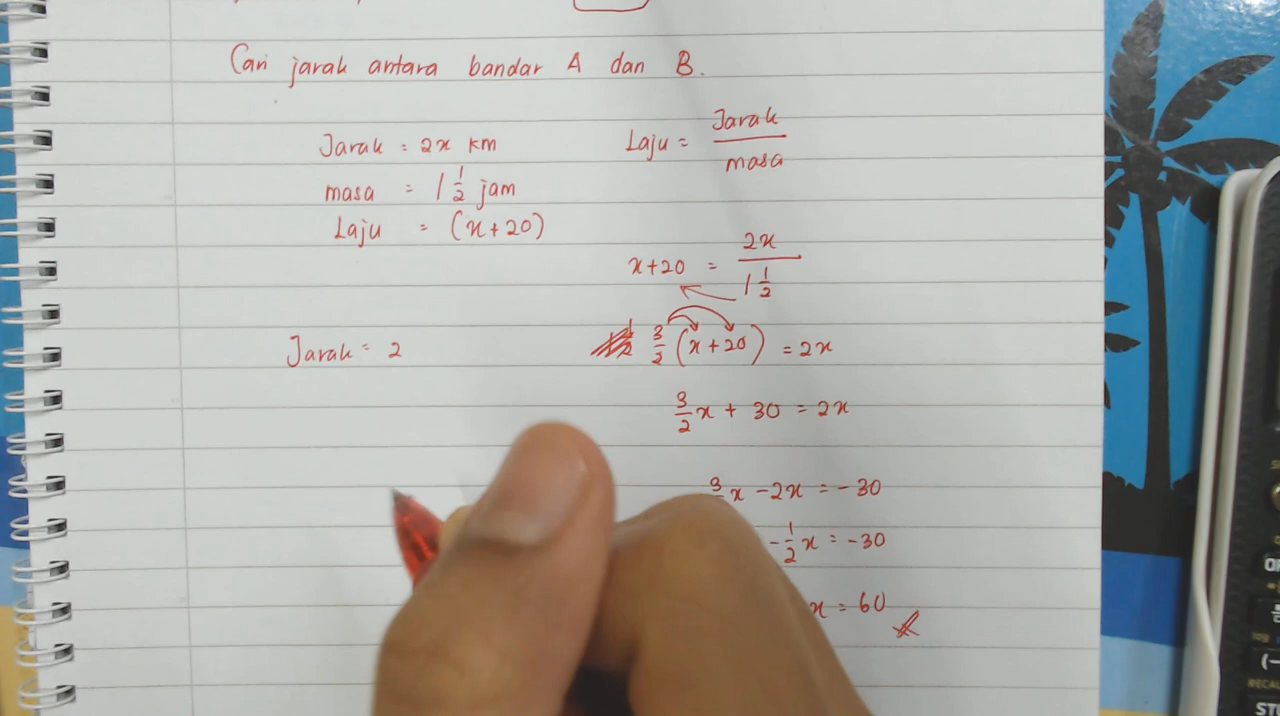 Cari jarak antara bandar A dan B.
Jarak = 2x km
masa = 1 1/2 jam
Laju = (x+20)
Laju = Jarak / masa
x+20 = 2x / 1 1/2
3/2 (x+20) = 2x
3/2 x + 30 = 2x
3/ x - 2x = -30
-1/2 x = -30
x = 60
Jarak = 2